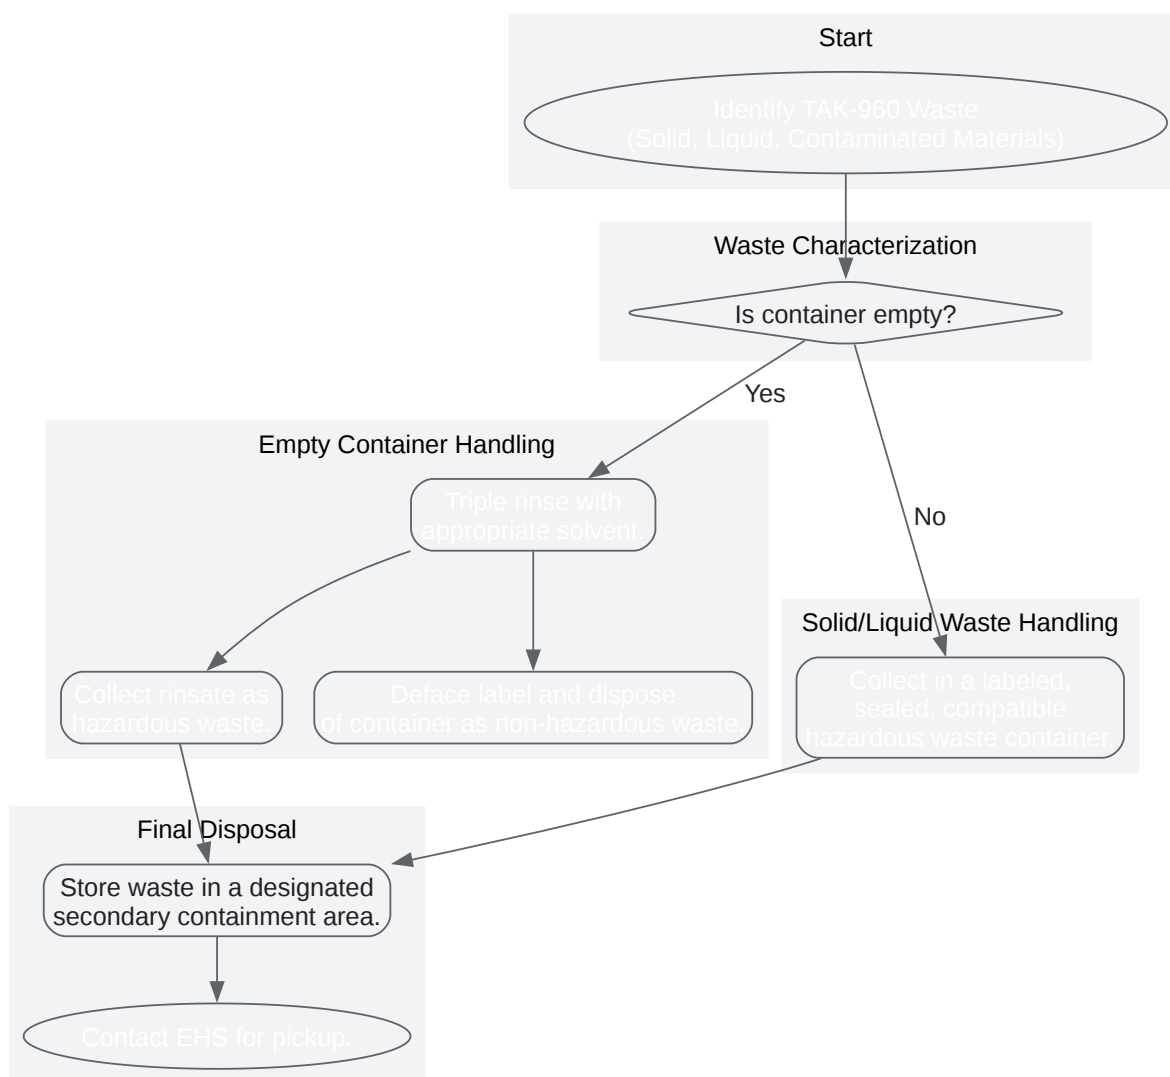 Start
Identify TAK-960 Waste
(Solid, Liquid, Contaminated Materials)
Waste Characterization
Is container empty?
Yes
No
Empty Container Handling
Triple rinse with
appropriate solvent.
Collect rinsate as
hazardous waste.
Deface label and dispose
of container as non-hazardous waste.
Solid/Liquid Waste Handling
Collect in a labeled,
sealed, compatible
hazardous waste container.
Final Disposal
Store waste in a designated
secondary containment area.
Contact EHS for pickup.